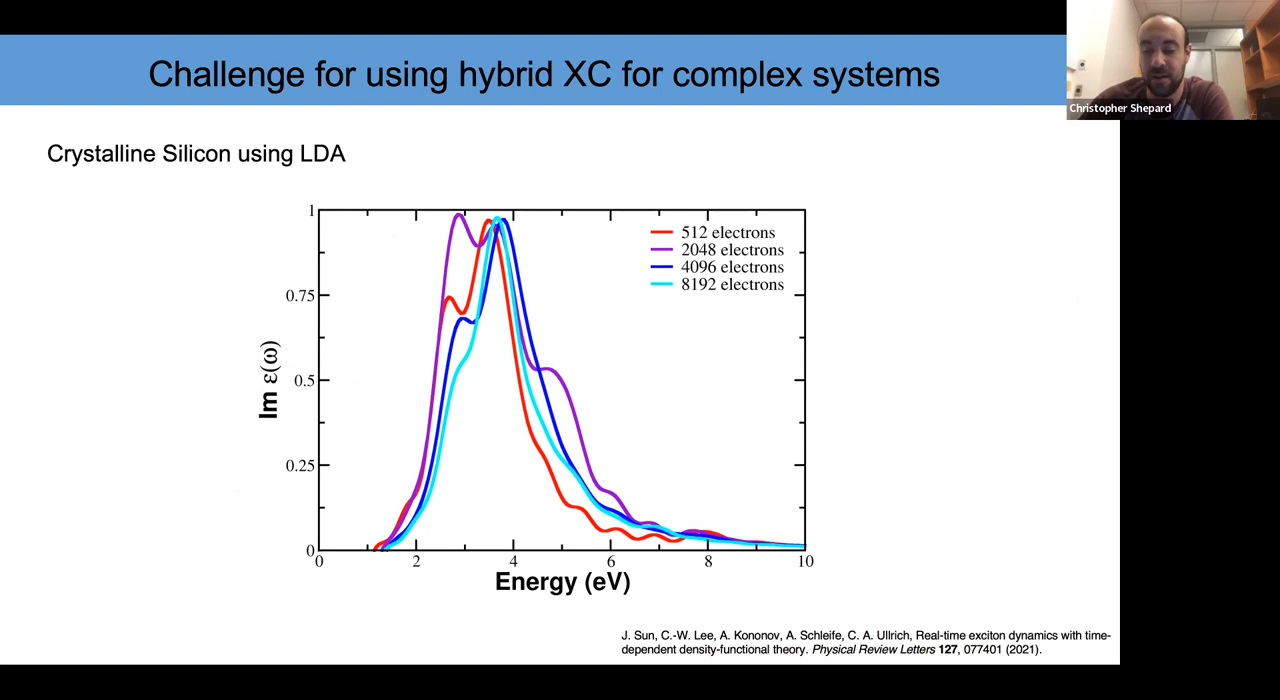 Challenge for using hybrid XC for complex systems
Christopher Shepard
Crystalline Silicon using LDA
512 electrons
2048 electrons
4096 electrons
8192 electrons
1
0.75
0.5
0.25
0
Im ε(ω)
0 2 4 6 8 10
Energy (eV)
J. Sun, C.-W. Lee, A. Kononov, A. Schleife, C. A. Ullrich, Real-time exciton dynamics with time-
dependent density-functional theory. Physical Review Letters 127, 077401 (2021).